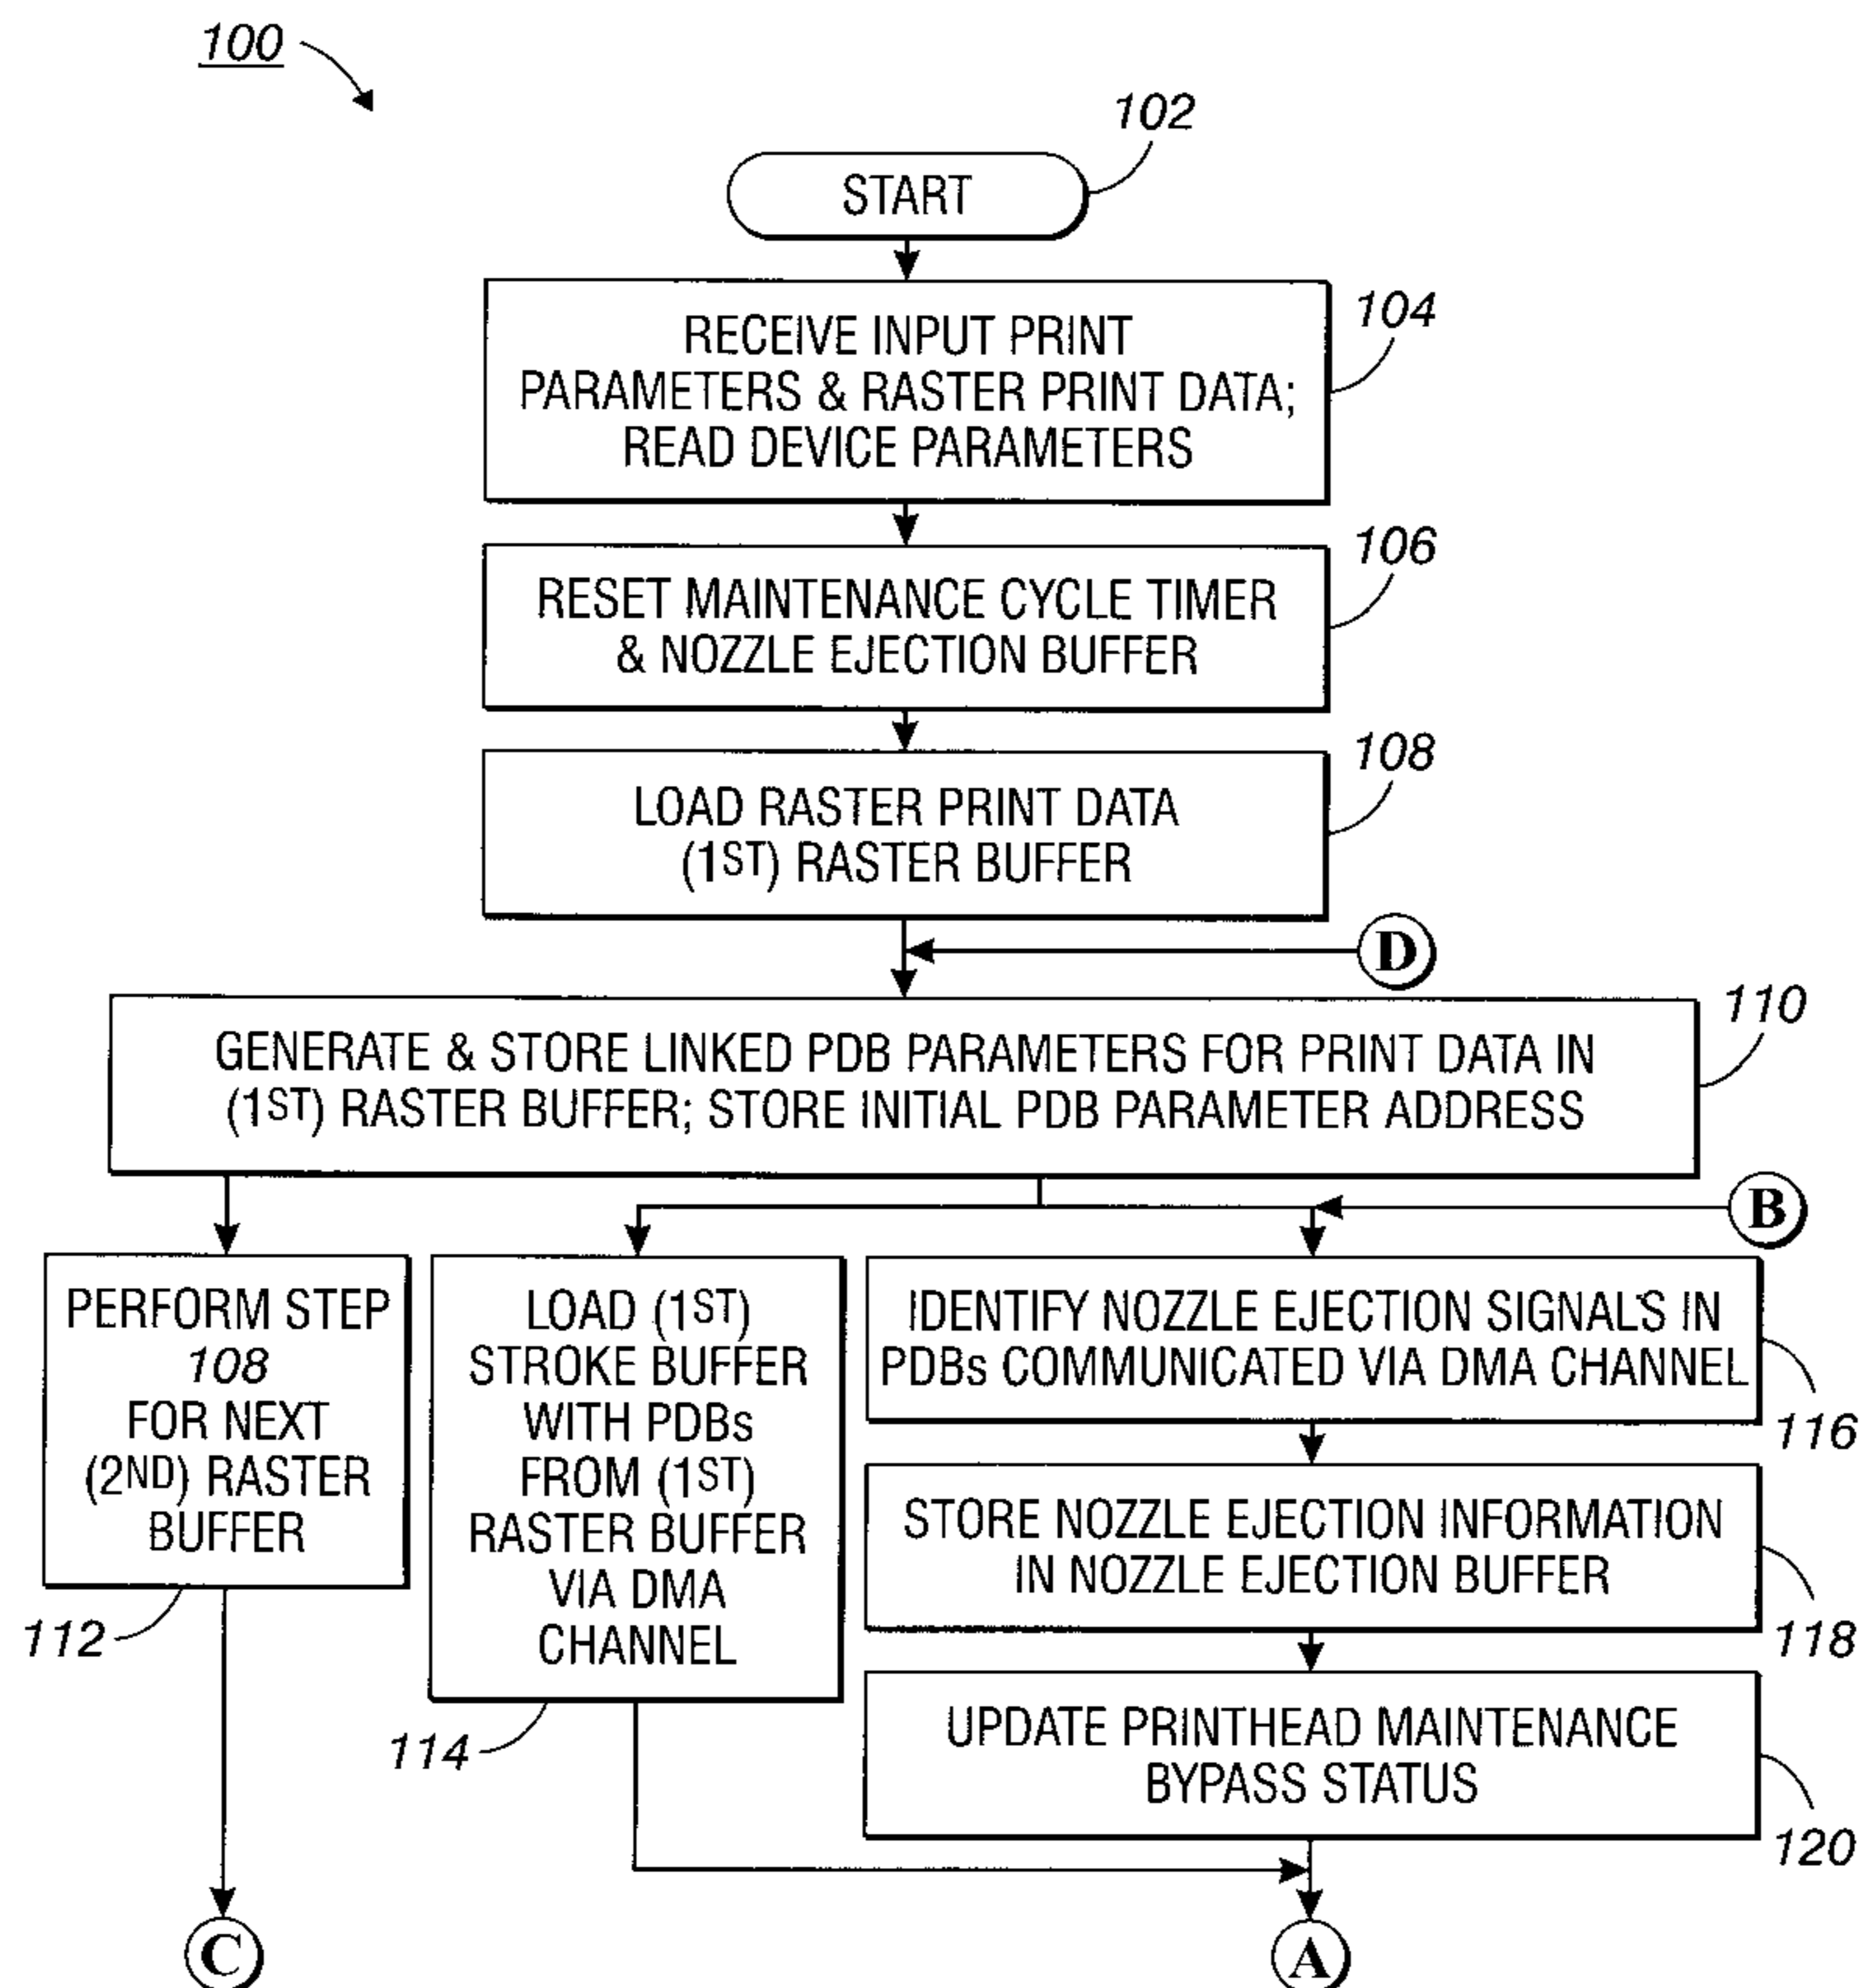 100
102
START
104
RECEIVE INPUT PRINT
PARAMETERS & RASTER PRINT DATA;
READ DEVICE PARAMETERS
106
RESET MAINTENANCE CYCLE TIMER
& NOZZLE EJECTION BUFFER
108
LOAD RASTER PRINT DATA
(1ST) RASTER BUFFER
D
110
GENERATE & STORE LINKED PDB PARAMETERS FOR PRINT DATA IN
(1ST) RASTER BUFFER; STORE INITIAL PDB PARAMETER ADDRESS
B
PERFORM STEP
108
FOR NEXT
(2ND) RASTER
BUFFER
112
LOAD (1ST)
STROKE BUFFER
WITH PDBs
FROM (1ST)
RASTER BUFFER
VIA DMA
CHANNEL
114
IDENTIFY NOZZLE EJECTION SIGNALS IN
PDBs COMMUNICATED VIA DMA CHANNEL
116
STORE NOZZLE EJECTION INFORMATION
IN NOZZLE EJECTION BUFFER
118
UPDATE PRINTHEAD MAINTENANCE
BYPASS STATUS
120
C
A